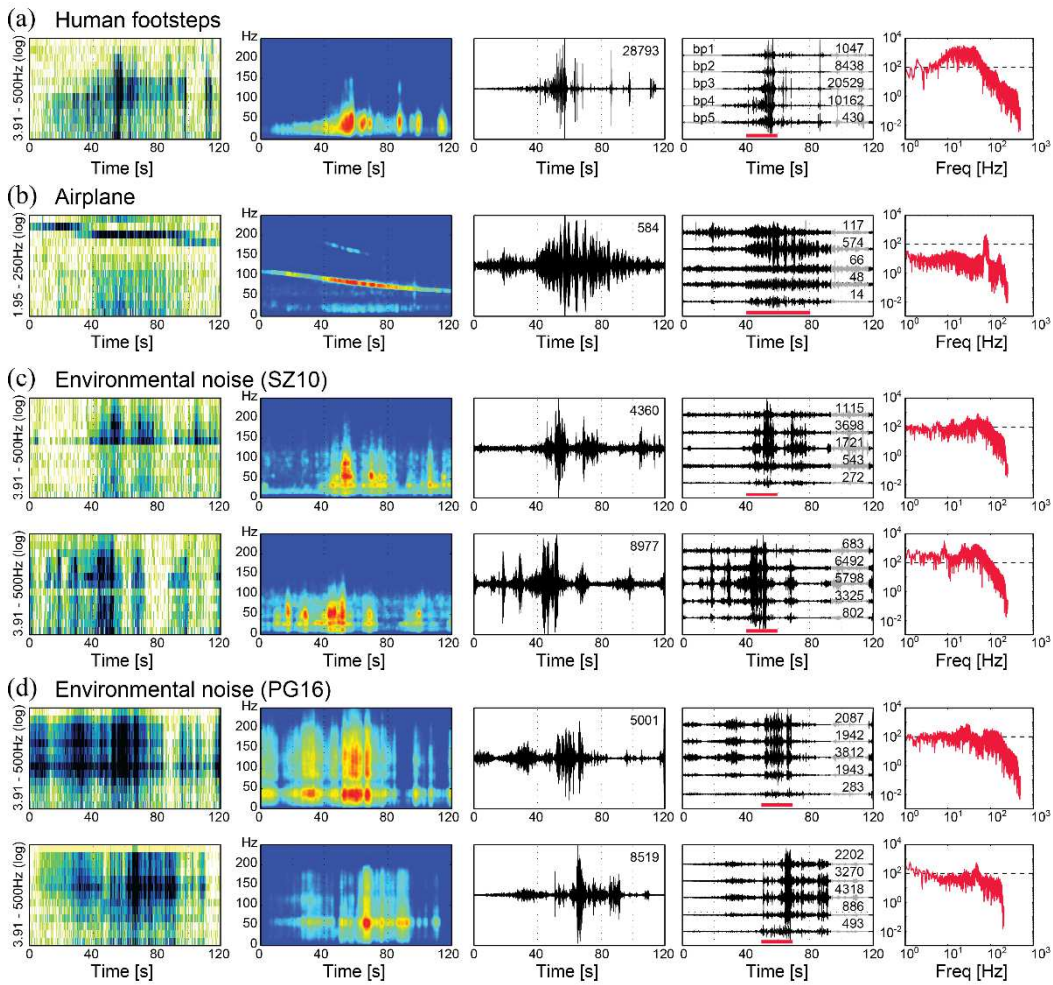 (a) Human footsteps
3.91 - 500Hz (log)
Hz
200
150
100
50
0
28793
bp1 1047
bp2 8438
bp3 20529
bp4 10162
bp5 430
10^4
10^2
10^0
10^-2
0 40 80 120
0 40 80 120
0 40 80 120
0 40 80 120
10^0 10^1 10^2 10^3
Time [s] Time [s] Time [s] Time [s] Freq [Hz]
(b) Airplane
1.95 - 250Hz (log)
Hz
200
150
100
50
0
584
117
574
66
48
14
10^4
10^2
10^0
10^-2
0 40 80 120
0 40 80 120
0 40 80 120
0 40 80 120
10^0 10^1 10^2 10^3
Time [s] Time [s] Time [s] Time [s] Freq [Hz]
(c) Environmental noise (SZ10)
3.91 - 500Hz (log)
Hz
200
150
100
50
0
4360
1115
3698
1721
543
272
10^4
10^2
10^0
10^-2
0 40 80 120
0 40 80 120
0 40 80 120
0 40 80 120
10^0 10^1 10^2 10^3
Time [s] Time [s] Time [s] Time [s] Freq [Hz]
3.91 - 500Hz (log)
Hz
200
150
100
50
0
8977
683
6492
5798
3325
802
10^4
10^2
10^0
10^-2
0 40 80 120
0 40 80 120
0 40 80 120
0 40 80 120
10^0 10^1 10^2 10^3
Time [s] Time [s] Time [s] Time [s] Freq [Hz]
(d) Environmental noise (PG16)
3.91 - 500Hz (log)
Hz
200
150
100
50
0
5001
2087
1942
3812
1943
283
10^4
10^2
10^0
10^-2
0 40 80 120
0 40 80 120
0 40 80 120
0 40 80 120
10^0 10^1 10^2 10^3
Time [s] Time [s] Time [s] Time [s] Freq [Hz]
3.91 - 500Hz (log)
Hz
200
150
100
50
0
8519
2202
3270
4318
886
493
10^4
10^2
10^0
10^-2
0 40 80 120
0 40 80 120
0 40 80 120
0 40 80 120
10^0 10^1 10^2 10^3
Time [s] Time [s] Time [s] Time [s] Freq [Hz]